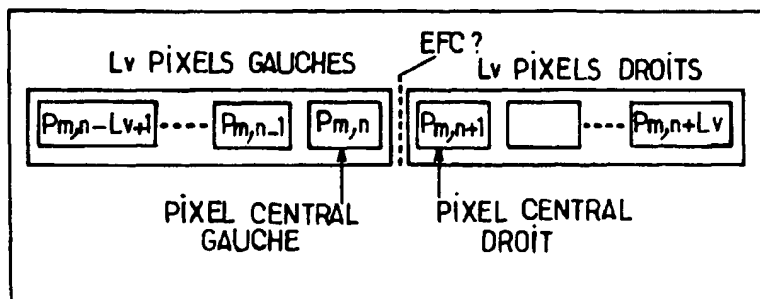 EFC ?
Lv PIXELS GAUCHES
Lv PIXELS DROITS
Pm,n-Lv+1 ----- Pm,n-1 Pm,n Pm,n+1 ---- Pm,n+Lv
PIXEL CENTRAL GAUCHE
PIXEL CENTRAL DROIT